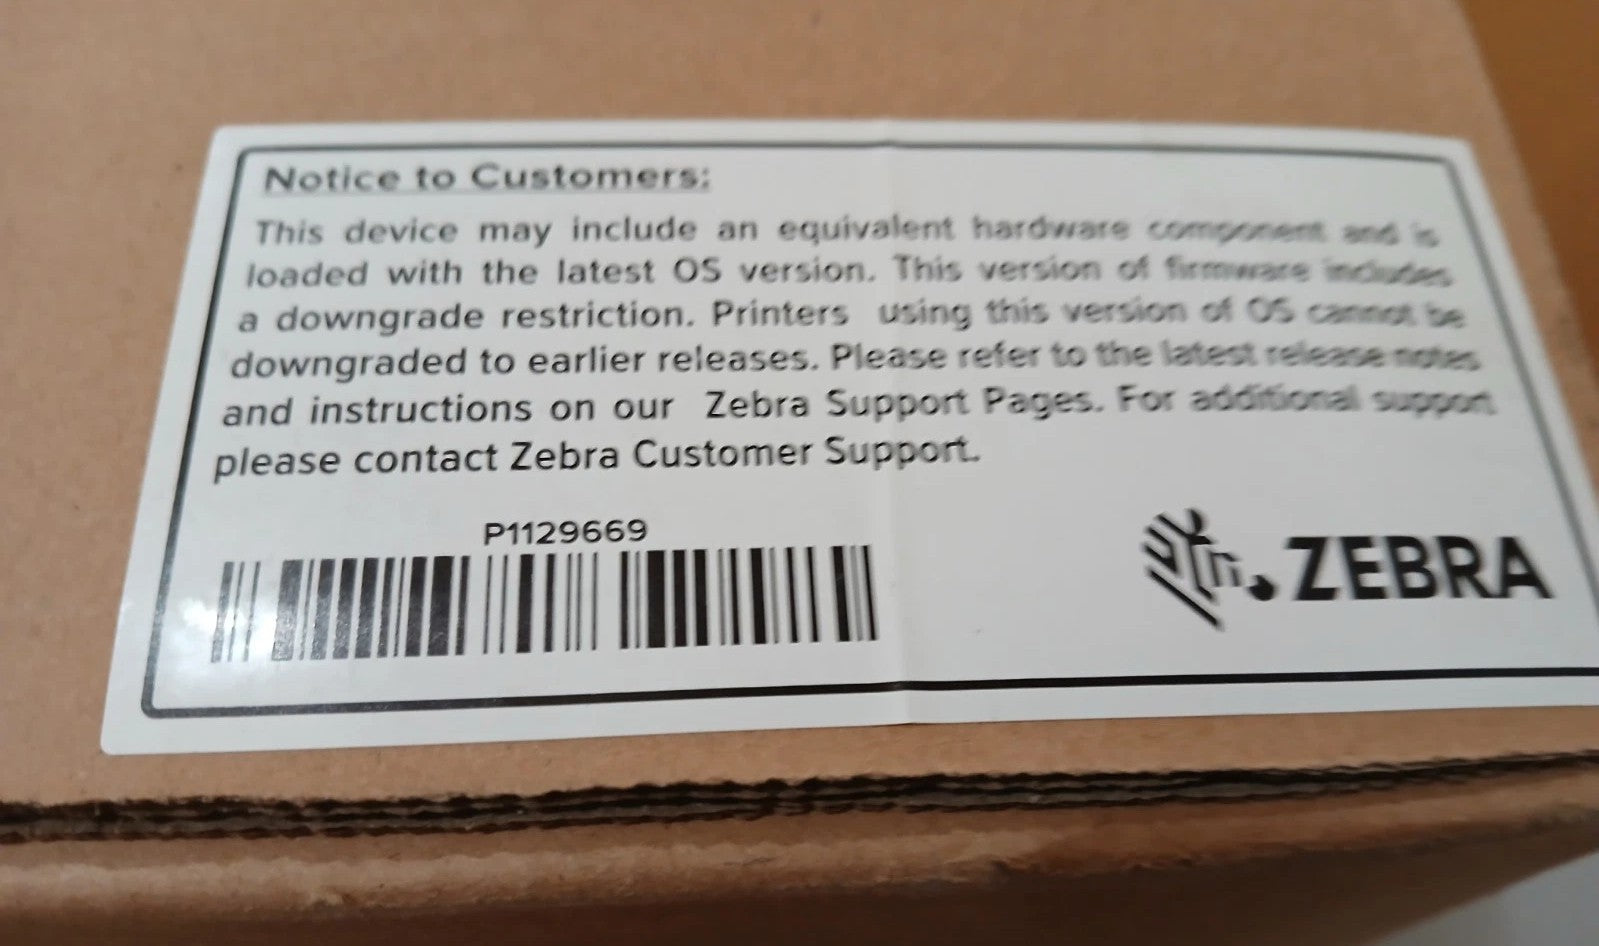 Notice to Customers:
This device may include an equivalent hardware component and is
loaded with the latest OS version. This version of firmware includes
a downgrade restriction. Printers using this version of OS cannot be
downgraded to earlier releases. Please refer to the latest release notes
and instructions on our Zebra Support Pages. For additional support
please contact Zebra Customer Support.
P1129669
ZEBRA